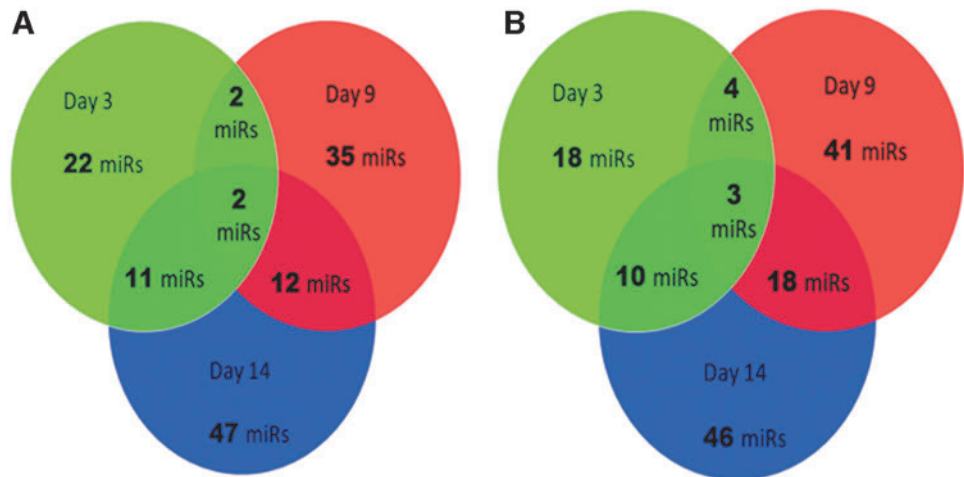 A
Day 3
22 miRs
2
miRs
Day 9
35 miRs
2
miRs
11 miRs
12 miRs
Day 14
47 miRs
B
Day 3
18 miRs
4
miRs
Day 9
41 miRs
3
miRs
10 miRs
18 miRs
Day 14
46 miRs